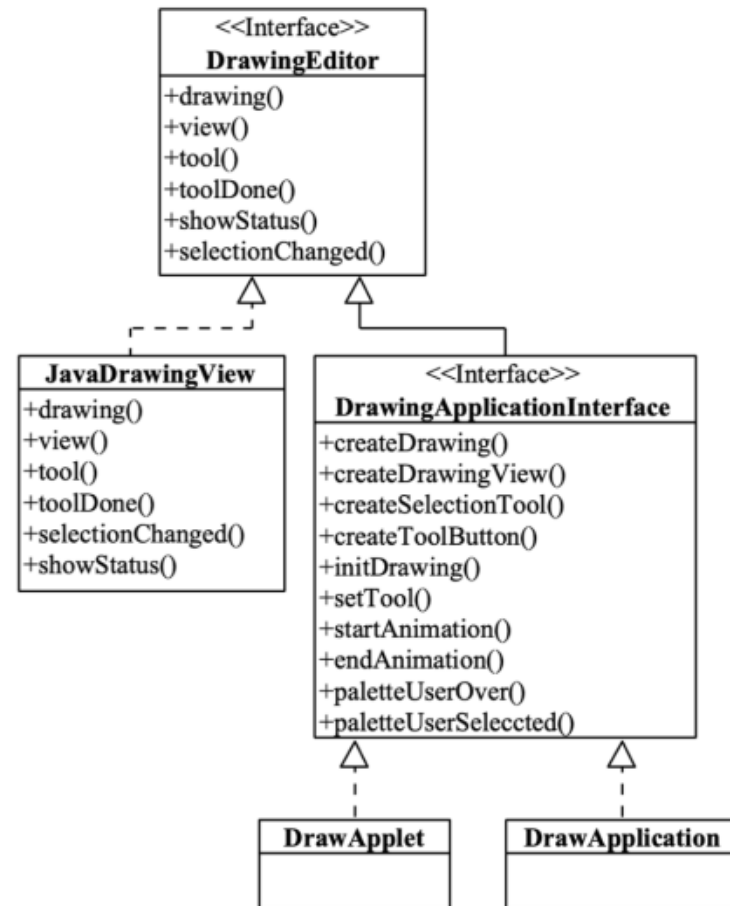 <<Interface>>
DrawingEditor
+drawing()
+view()
+tool()
+toolDone()
+showStatus()
+selectionChanged()
JavaDrawingView
+drawing()
+view()
+tool()
+toolDone()
+selectionChanged()
+showStatus()
<<Interface>>
DrawingApplicationInterface
+createDrawing()
+createDrawingView()
+createSelectionTool()
+createToolButton()
+initDrawing()
+setTool()
+startAnimation()
+endAnimation()
+paletteUserOver()
+paletteUserSeleccted()
DrawApplet
DrawApplication